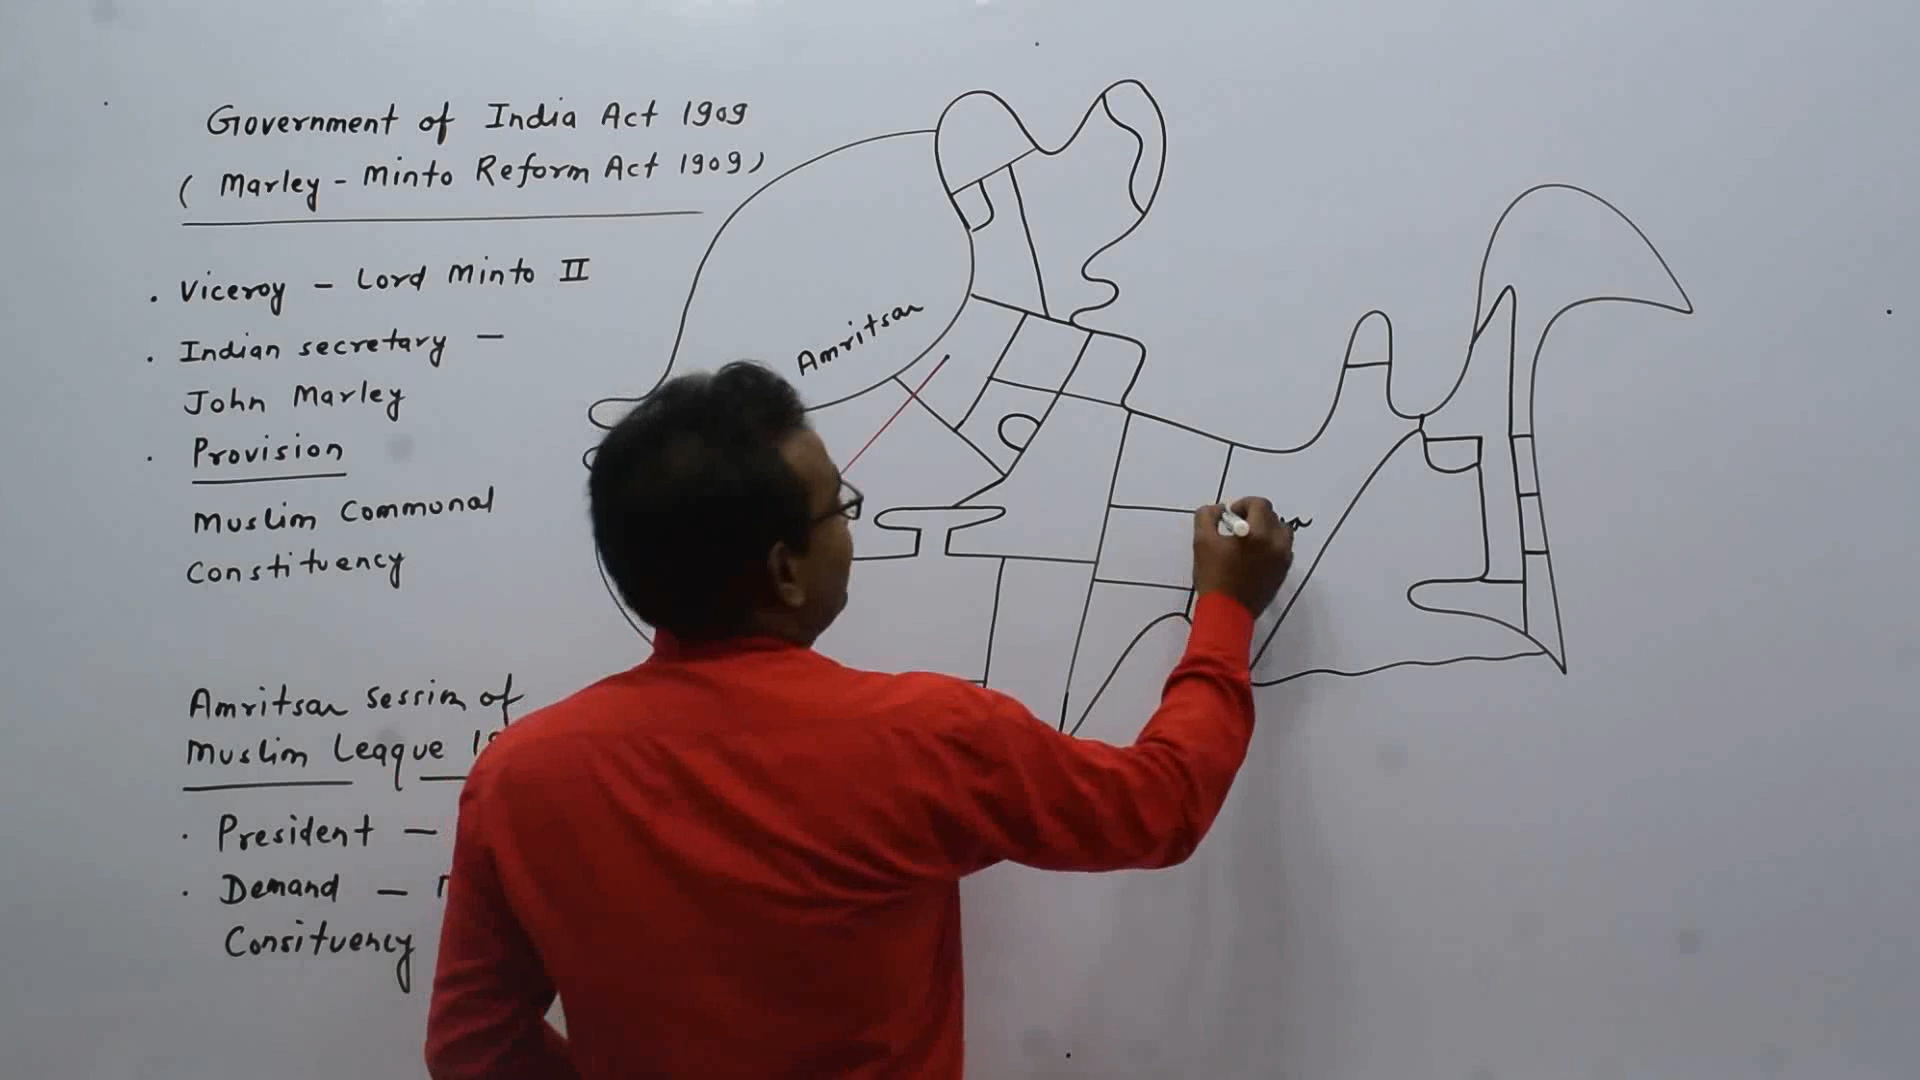 Government of India Act 1909
( Marley - Minto Reform Act 1909)
. Viceroy - Lord Minto II
. Indian secretary -
John Marley
. Provision
Muslim Communal
Constituency
Amritsar Session of
Muslim League
. President -
. Demand -
Consituency
Amritsar